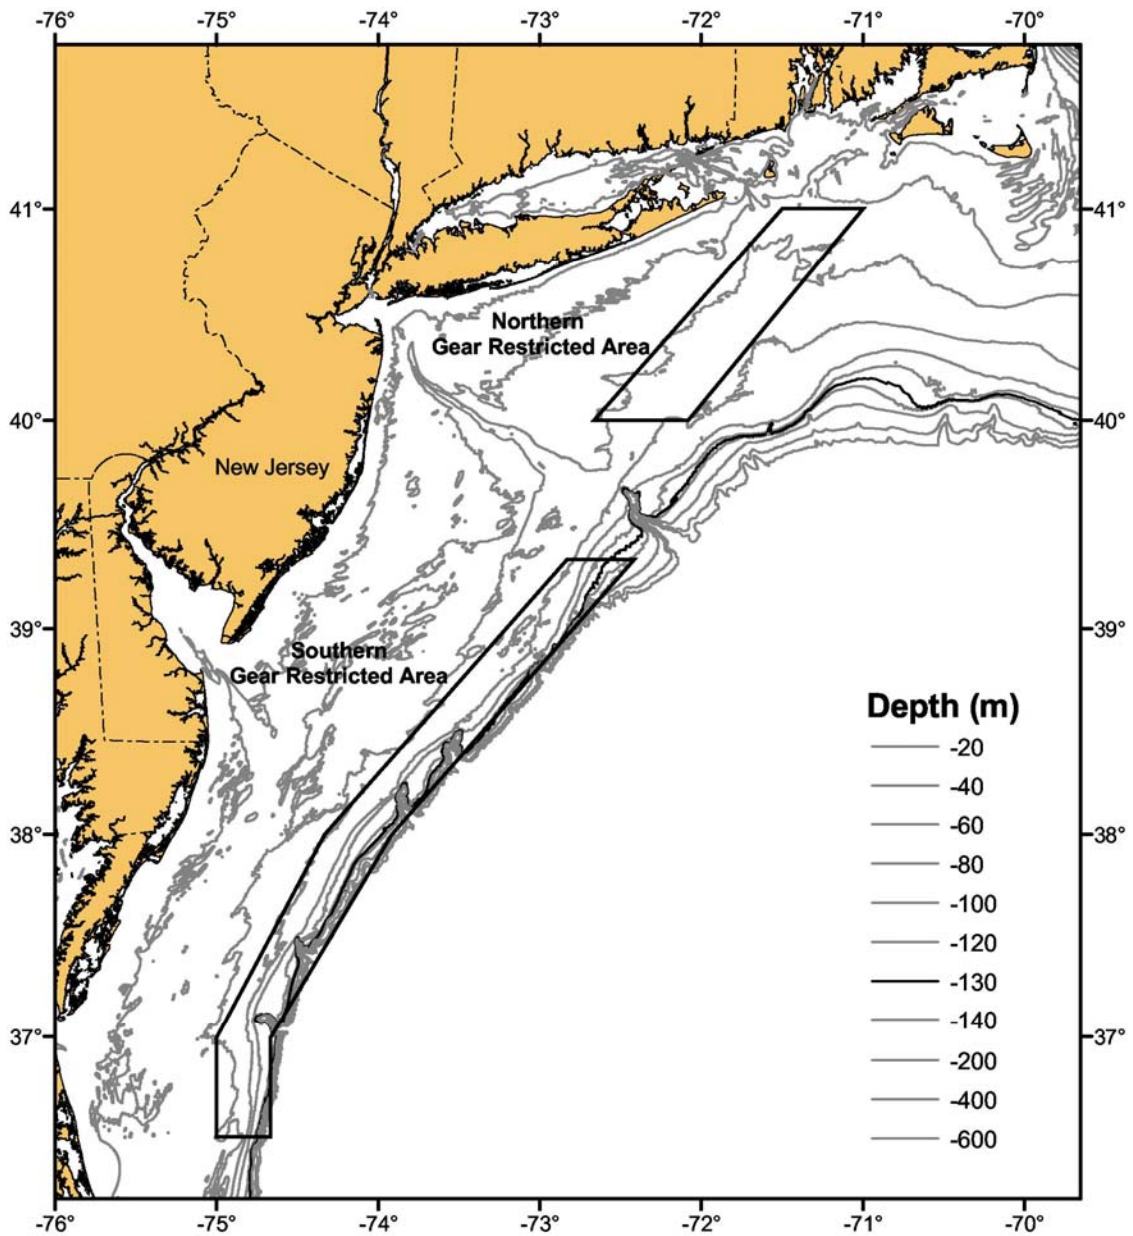 -76° -75° -74° -73° -72° -71° -70°
41° 41°
Northern
Gear Restricted Area
40° 40°
New Jersey
39° 39°
Southern
Gear Restricted Area
Depth (m)
-20
-40
-60
-80
38° 38°
-100
-120
-130
-140
37° 37°
-200
-400
-600
-76° -75° -74° -73° -72° -71° -70°